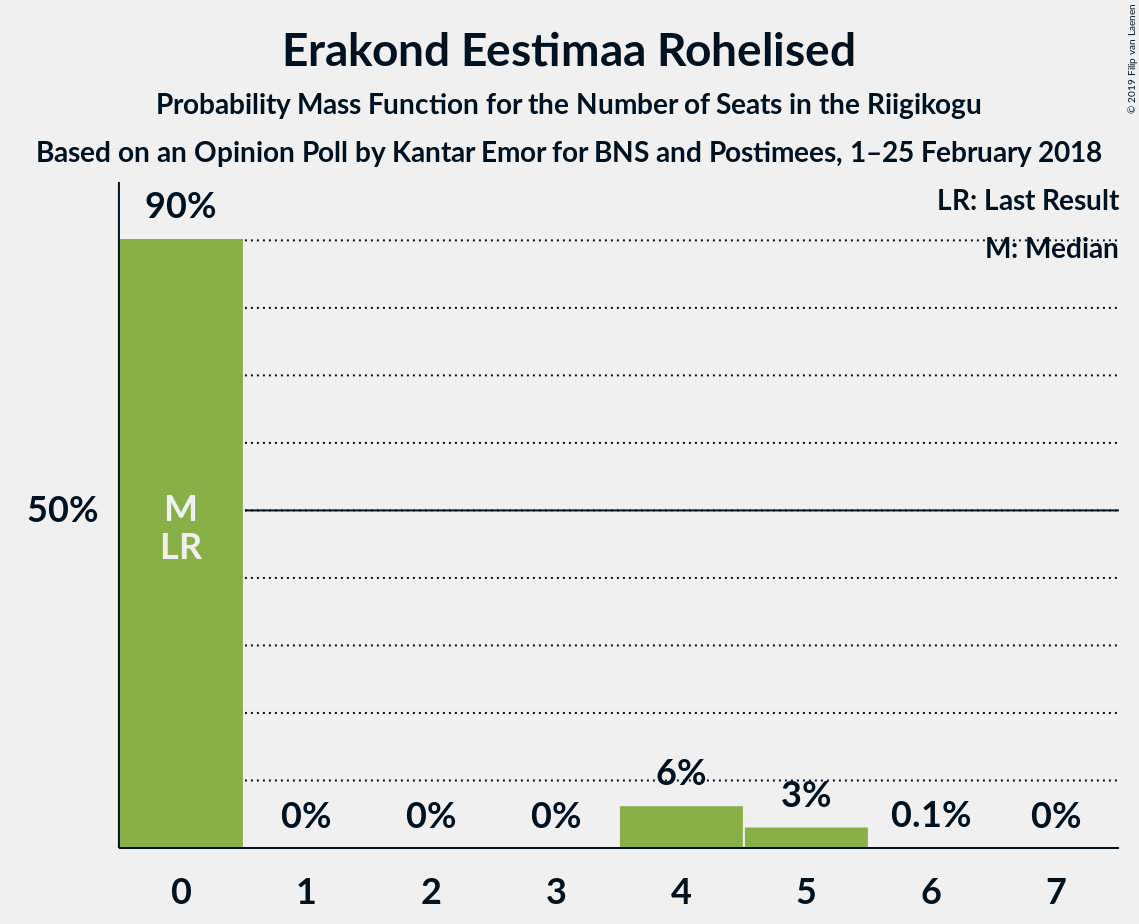 Erakond Eestimaa Rohelised
Probability Mass Function for the Number of Seats in the Riigikogu
Based on an Opinion Poll by Kantar Emor for BNS and Postimees, 1–25 February 2018
© 2019 Filip van Laenen
LR: Last Result
M: Median
90%
50%
M
LR
0%
0%
0%
6%
3%
0.1%
0%
0 1 2 3 4 5 6 7